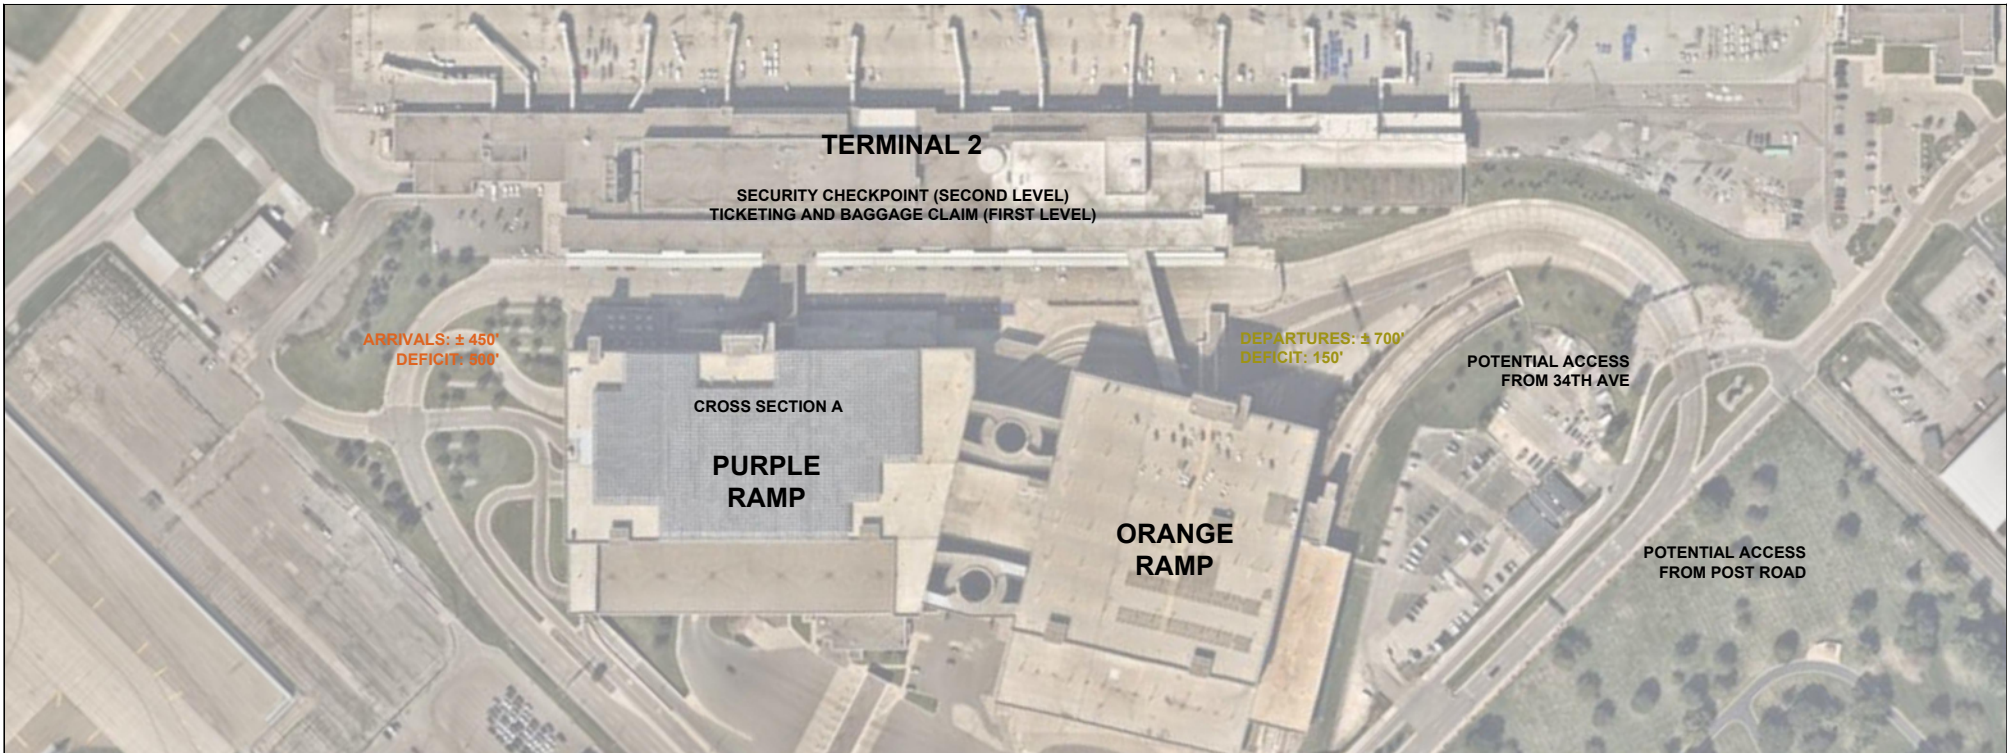 TERMINAL 2
SECURITY CHECKPOINT (SECOND LEVEL)
TICKETING AND BAGGAGE CLAIM (FIRST LEVEL)
ARRIVALS: ± 450'
DEFICIT: 500'
DEPARTURES: ± 700'
DEFICIT: 150'
POTENTIAL ACCESS
FROM 34TH AVE
CROSS SECTION A
PURPLE
RAMP
ORANGE
RAMP
POTENTIAL ACCESS
FROM POST ROAD